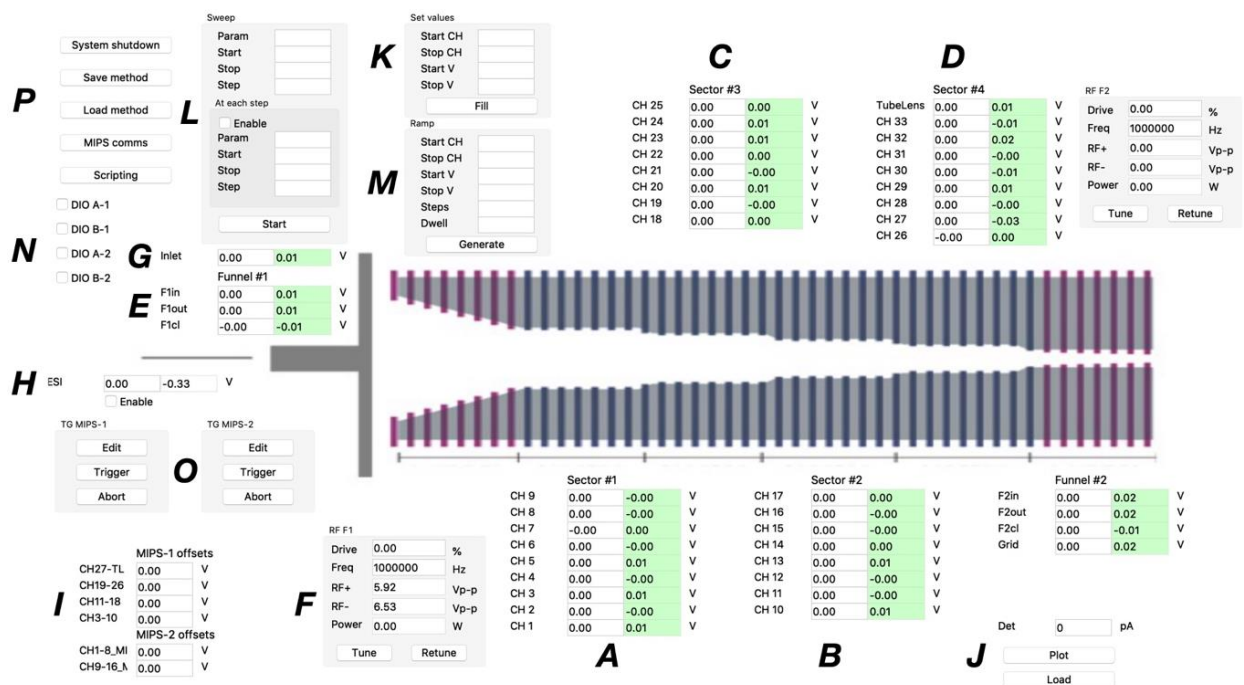 P
System shutdown
Save method
Load method
MIPS comms
Scripting
N
DIO A-1
DIO B-1
DIO A-2
DIO B-2
L
Sweep
Param
Start
Stop
Step
At each step
Enable
Param
Start
Stop
Step
Start
K
Set values
Start CH
Stop CH
Start V
Stop V
Fill
M
Ramp
Start CH
Stop CH
Start V
Stop V
Steps
Dwell
Generate
C
Sector #3
CH 25 0.00 0.00 V
CH 24 0.00 0.01 V
CH 23 0.00 0.01 V
CH 22 0.00 0.00 V
CH 21 0.00 -0.00 V
CH 20 0.00 0.01 V
CH 19 0.00 -0.00 V
CH 18 0.00 0.00 V
D
Sector #4
TubeLens 0.00 0.01 V
CH 33 0.00 -0.01 V
CH 32 0.00 0.02 V
CH 31 0.00 -0.00 V
CH 30 0.00 -0.01 V
CH 29 0.00 0.01 V
CH 28 0.00 -0.00 V
CH 27 0.00 -0.03 V
CH 26 -0.00 0.00 V
RF F2
Drive 0.00 %
Freq 1000000 Hz
RF+ 0.00 Vp-p
RF- 0.00 Vp-p
Power 0.00 W
Tune Retune
G
Inlet 0.00 0.01 V
E
Funnel #1
F1in 0.00 0.01 V
F1out 0.00 0.01 V
F1cl -0.00 -0.01 V
H
ESI 0.00 -0.33 V
Enable
O
TG MIPS-1
Edit
Trigger
Abort
TG MIPS-2
Edit
Trigger
Abort
I
MIPS-1 offsets
CH27-TL 0.00 V
CH19-26 0.00 V
CH11-18 0.00 V
CH3-10 0.00 V
MIPS-2 offsets
CH1-8_MI 0.00 V
CH9-16_M 0.00 V
F
RF F1
Drive 0.00 %
Freq 1000000 Hz
RF+ 5.92 Vp-p
RF- 6.53 Vp-p
Power 0.00 W
Tune Retune
Sector #1
CH 9 0.00 -0.00 V
CH 8 0.00 -0.00 V
CH 7 -0.00 0.00 V
CH 6 0.00 -0.00 V
CH 5 0.00 0.01 V
CH 4 0.00 -0.00 V
CH 3 0.00 0.01 V
CH 2 0.00 -0.00 V
CH 1 0.00 0.01 V
A
Sector #2
CH 17 0.00 0.00 V
CH 16 0.00 -0.00 V
CH 15 0.00 -0.00 V
CH 14 0.00 0.00 V
CH 13 0.00 0.01 V
CH 12 0.00 -0.00 V
CH 11 0.00 -0.00 V
CH 10 0.00 0.01 V
B
Funnel #2
F2in 0.00 0.02 V
F2out 0.00 0.02 V
F2cl 0.00 -0.01 V
Grid 0.00 0.02 V
J
Det 0 pA
Plot
Load